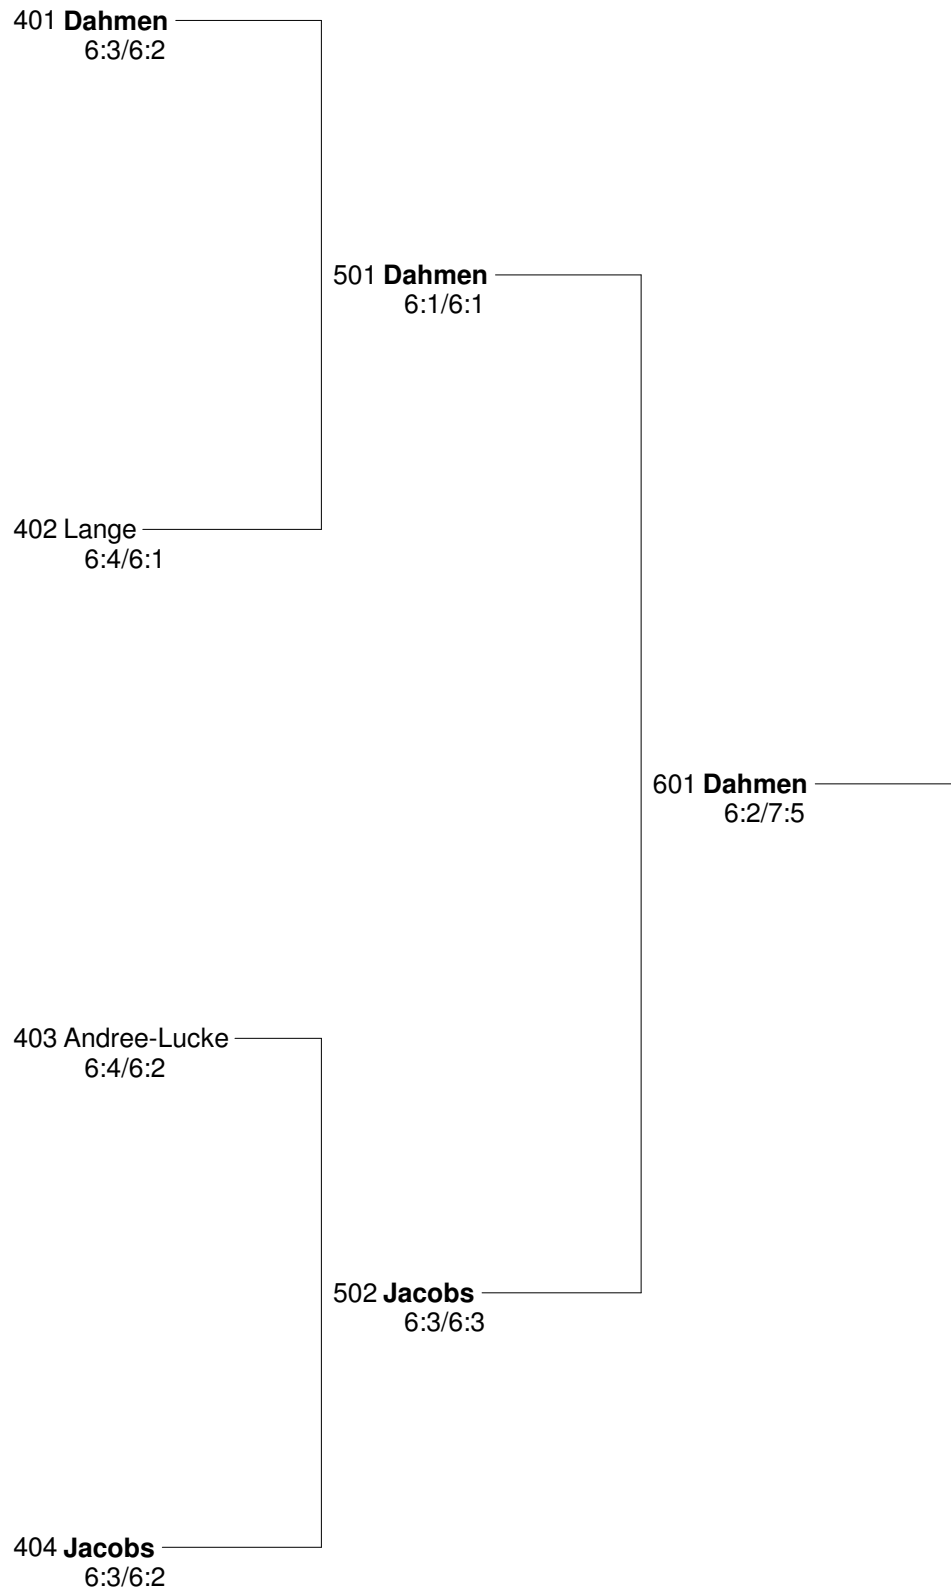 401 Dahmen
6:3/6:2
501 Dahmen
6:1/6:1
402 Lange
6:4/6:1
601 Dahmen
6:2/7:5
403 Andree-Lucke
6:4/6:2
502 Jacobs
6:3/6:3
404 Jacobs
6:3/6:2